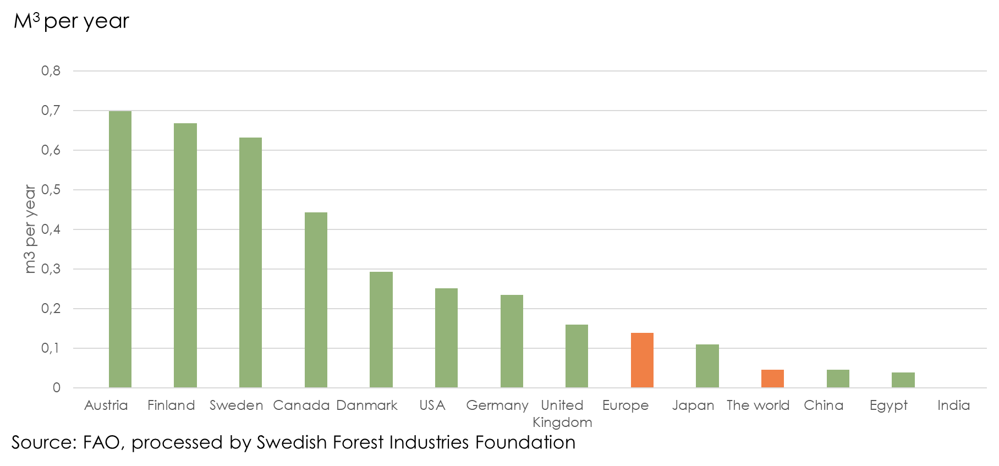 M³ per year
0,8
0,7
0,6
0,5
0,4
0,3
0,2
0,1
0
m3 per year
Austria Finland Sweden Canada Danmark USA Germany United Europe Japan The world China Egypt India
Kingdom
Source: FAO, processed by Swedish Forest Industries Foundation